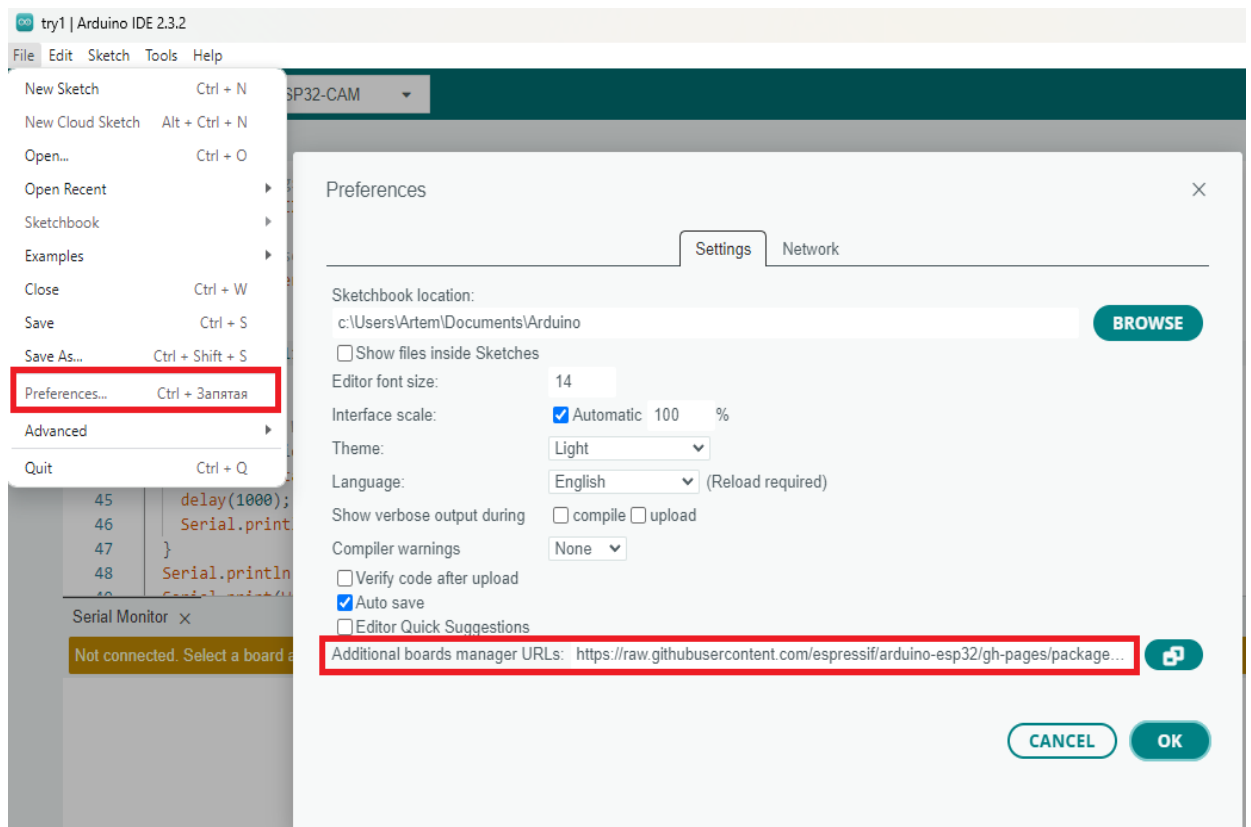 try1 | Arduino IDE 2.3.2
File Edit Sketch Tools Help
New Sketch Ctrl + N
New Cloud Sketch Alt + Ctrl + N
Open... Ctrl + O
Open Recent
Sketchbook
Examples
Close Ctrl + W
Save Ctrl + S
Save As... Ctrl + Shift + S
Preferences... Ctrl + Запятая
Advanced
Quit Ctrl + Q
SP32-CAM
45 delay(1000);
46 Serial.print
47 }
48 Serial.println
Serial Monitor
Not connected. Select a board a
Preferences
Settings Network
Sketchbook location:
c:\Users\Artem\Documents\Arduino
BROWSE
Show files inside Sketches
Editor font size: 14
Interface scale: Automatic 100 %
Theme: Light
Language: English (Reload required)
Show verbose output during compile upload
Compiler warnings None
Verify code after upload
Auto save
Editor Quick Suggestions
Additional boards manager URLs: https://raw.githubusercontent.com/espressif/arduino-esp32/gh-pages/package...
CANCEL OK